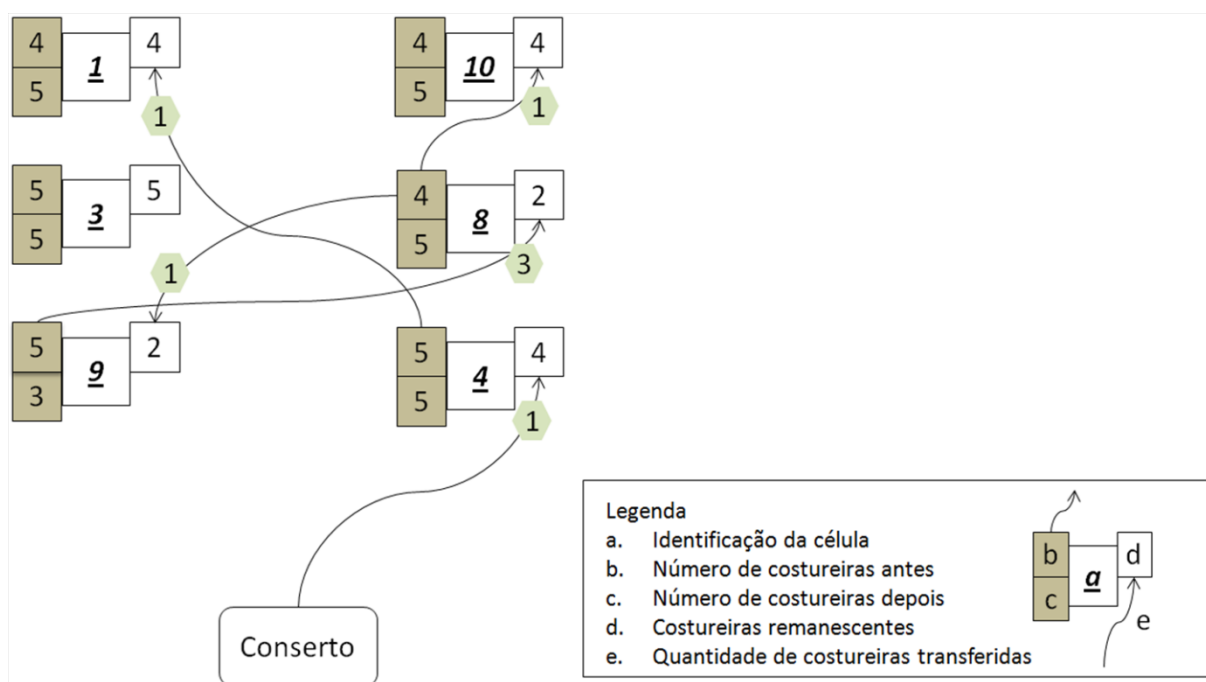 4 1 4
5
1
4 10 4
5
1
5 3 5
5
4 8 2
5
3
1
5 9 2
3
5 4 4
5
1
Conserto
Legenda
a. Identificação da célula
b. Número de costureiras antes
c. Número de costureiras depois
d. Costureiras remanescentes
e. Quantidade de costureiras transferidas
b a d
c
e